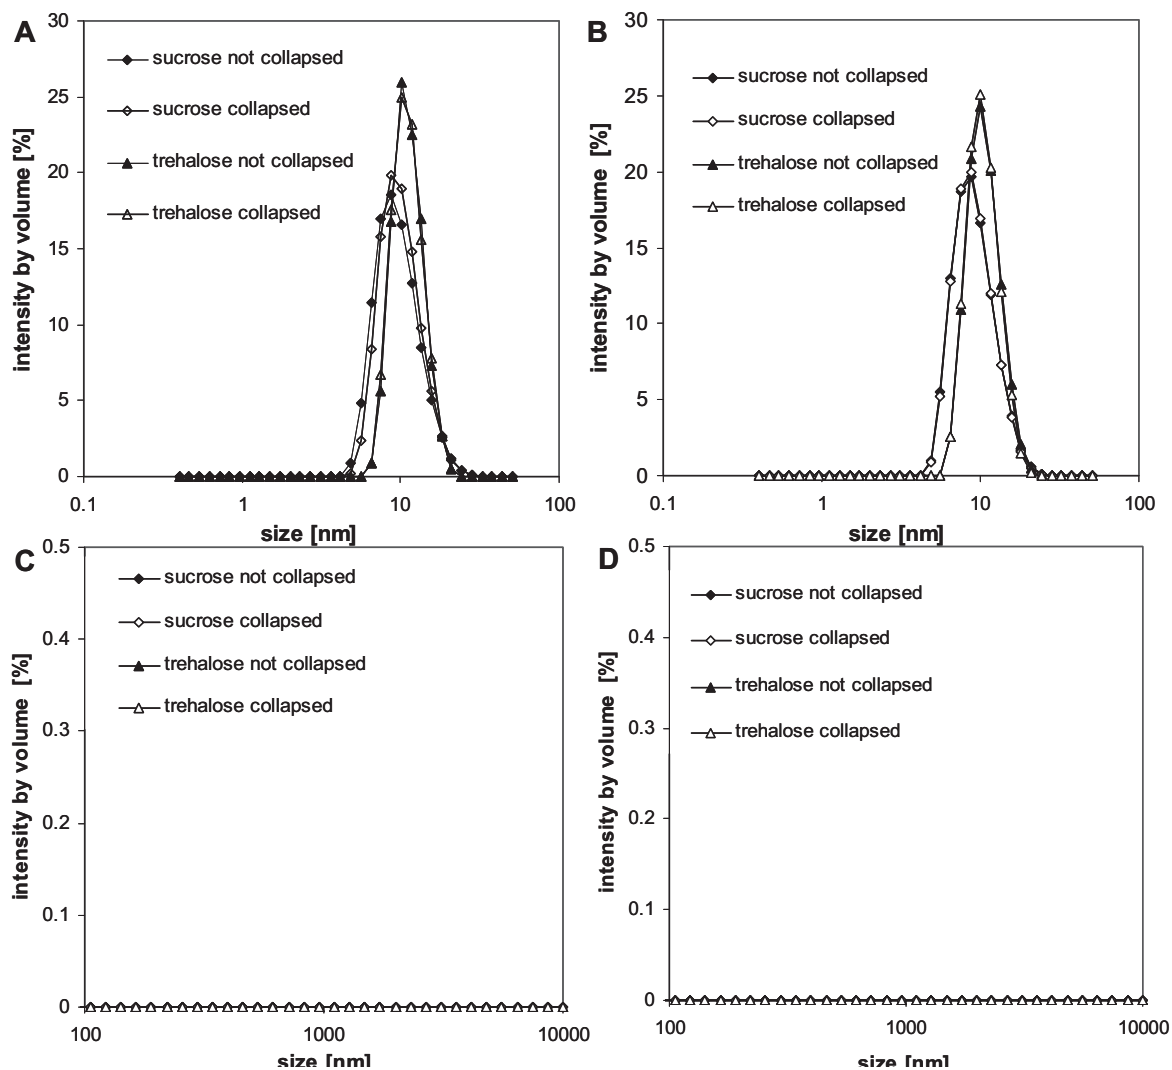 A
30
25
20
15
10
5
0
0.1
1
10
100
intensity by volume [%]
size [nm]
sucrose not collapsed
sucrose collapsed
trehalose not collapsed
trehalose collapsed
B
30
25
20
15
10
5
0
0.1
1
10
100
intensity by volume [%]
size [nm]
sucrose not collapsed
sucrose collapsed
trehalose not collapsed
trehalose collapsed
C
0.5
0.4
0.3
0.2
0.1
0
100
1000
10000
intensity by volume [%]
size [nm]
sucrose not collapsed
sucrose collapsed
trehalose not collapsed
trehalose collapsed
D
0.5
0.4
0.3
0.2
0.1
0
100
1000
10000
intensity by volume [%]
size [nm]
sucrose not collapsed
sucrose collapsed
trehalose not collapsed
trehalose collapsed